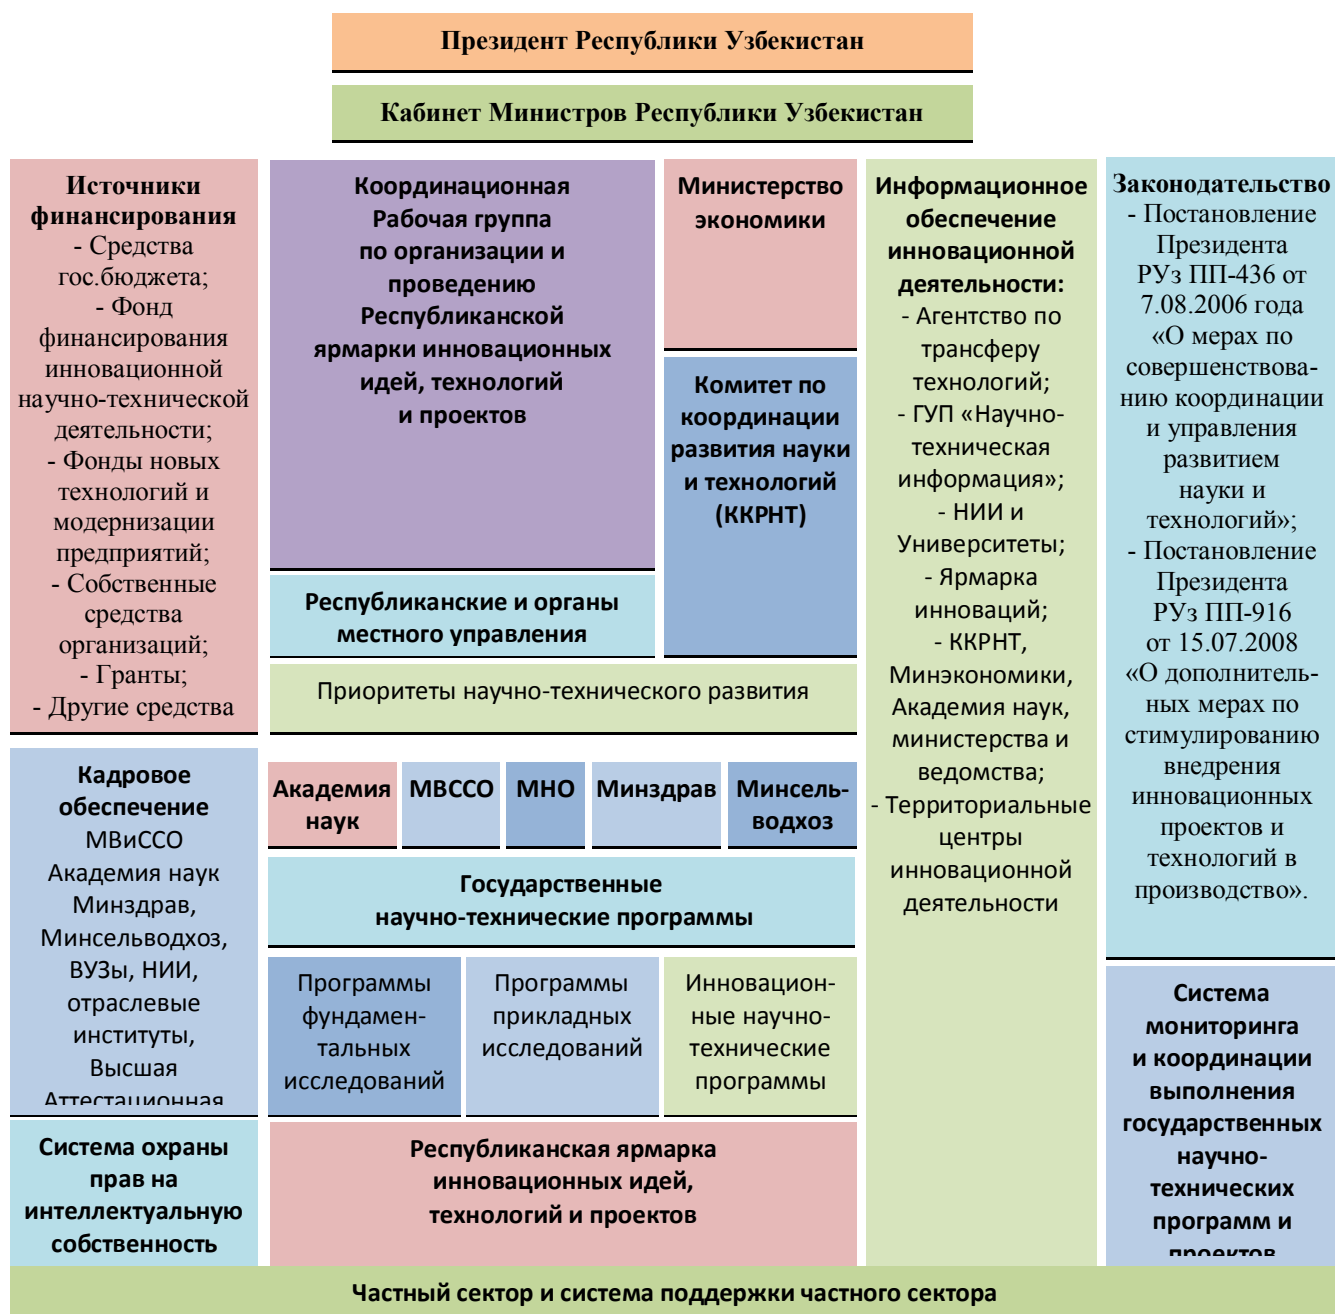 Президент Республики Узбекистан
Кабинет Министров Республики Узбекистан
Источники
финансирования
- Средства
гос.бюджета;
- Фонд
финансирования
инновационной
научно-технической
деятельности;
- Фонды новых
технологий и
модернизации
предприятий;
- Собственные
средства
организаций;
- Гранты;
- Другие средства
Координационная
Рабочая группа
по организации и
проведению
Республиканской
ярмарки инновационных
идей, технологий
и проектов
Министерство
экономики
Комитет по
координации
развития науки
и технологий
(ККРНТ)
Республиканские и органы
местного управления
Приоритеты научно-технического развития
Информационное
обеспечение
инновационной
деятельности:
- Агентство по
трансферу
технологий;
- ГУП «Научно-
техническая
информация»;
- НИИ и
Университеты;
- Ярмарка
инноваций;
- ККРНТ,
Минэкономики,
Академия наук,
министерства и
ведомства;
- Территориальные
центры
инновационной
деятельности
Законодательство
- Постановление
Президента
РУз ПП-436 от
7.08.2006 года
«О мерах по
совершенствова-
нию координации
и управления
развитием
науки и
технологий»;
- Постановление
Президента
РУз ПП-916
от 15.07.2008
«О дополнитель-
ных мерах по
стимулированию
внедрения
инновационных
проектов и
технологий в
производство».
Кадровое
обеспечение
МВиССО
Академия наук
Минздрав,
Минсельводхоз,
ВУЗы, НИИ,
отраслевые
институты,
Высшая
Аттестационная
Академия
наук
МВССО
МНО
Минздрав
Минсель-
водхоз
Государственные
научно-технические программы
Программы
фундамен-
тальных
исследований
Программы
прикладных
исследований
Инновацион-
ные научно-
технические
программы
Система
мониторинга
и координации
выполнения
государственных
научно-
технических
программ и
проектов
Система охраны
прав на
интеллектуальную
собственность
Республиканская ярмарка
инновационных идей,
технологий и проектов
Частный сектор и система поддержки частного сектора